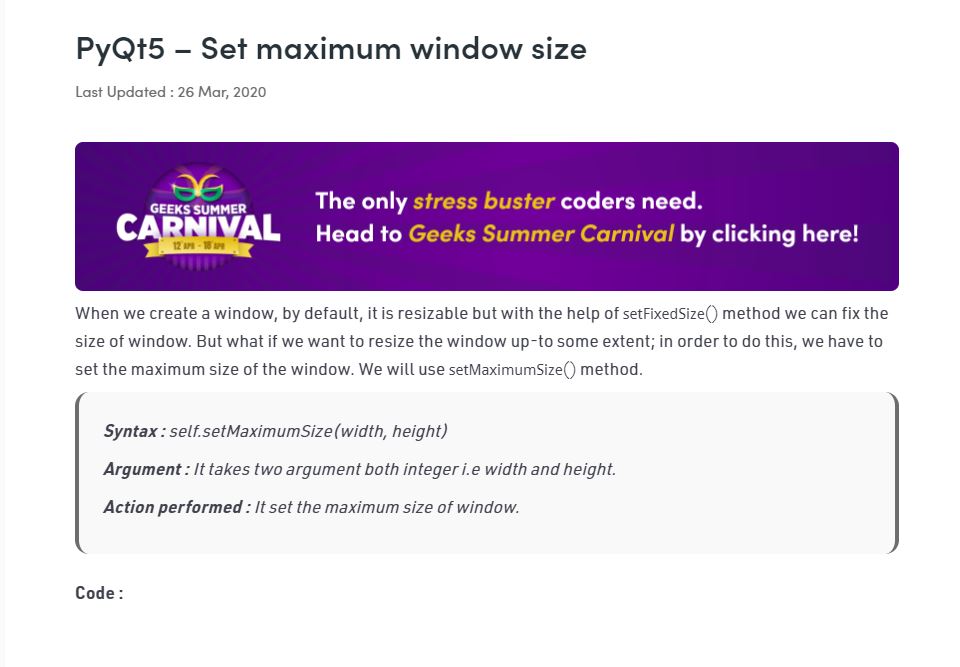 PyQt5 – Set maximum window size
Last Updated : 26 Mar, 2020
GEEKS SUMMER
CARNIVAL
12 APR - 18 APR
The only stress buster coders need.
Head to Geeks Summer Carnival by clicking here!
When we create a window, by default, it is resizable but with the help of setFixedSize() method we can fix the
size of window. But what if we want to resize the window up-to some extent; in order to do this, we have to
set the maximum size of the window. We will use setMaximumSize() method.
Syntax : self.setMaximumSize(width, height)
Argument : It takes two argument both integer i.e width and height.
Action performed : It set the maximum size of window.
Code :